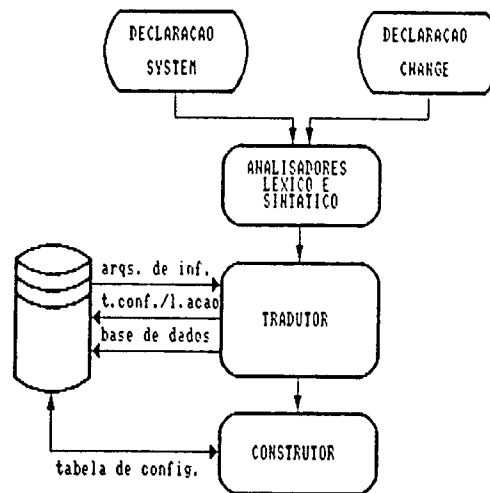 DECLARACAO
SYSTEM
DECLARAÇAO
CHANGE
ANALISADORES
LEXICO E
SINTATICO
arqs. de inf.
t.conf./l.acao
base de dados
TRADUTOR
CONSTRUTOR
tabela de config.